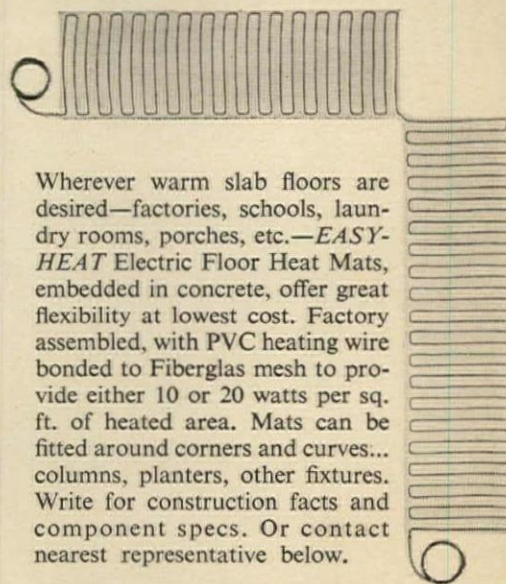 Wherever warm slab floors are
desired—factories, schools, laun-
dry rooms, porches, etc.—EASY-
HEAT Electric Floor Heat Mats,
embedded in concrete, offer great
flexibility at lowest cost. Factory
assembled, with PVC heating wire
bonded to Fiberglas mesh to pro-
vide either 10 or 20 watts per sq.
ft. of heated area. Mats can be
fitted around corners and curves...
columns, planters, other fixtures.
Write for construction facts and
component specs. Or contact
nearest representative below.